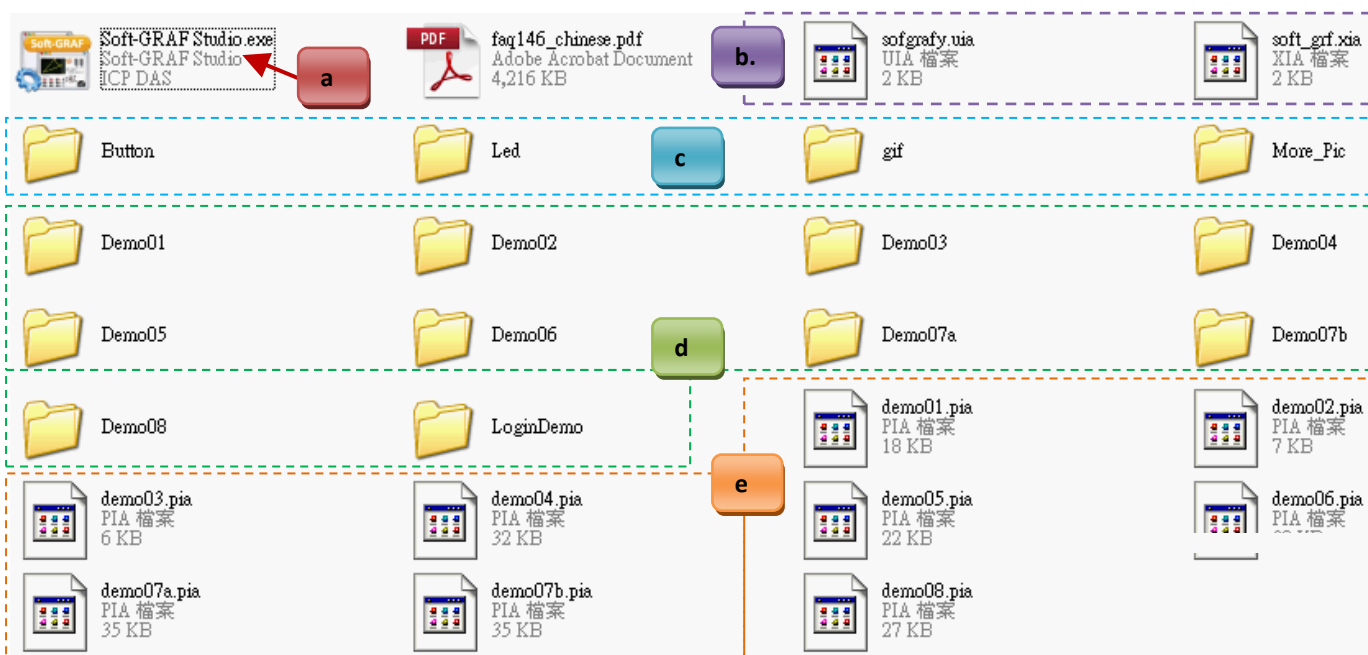 Soft-GRAF
Soft-GRAF Studio.exe
Soft-GRAF Studio
ICP DAS
a
PDF
faq146_chinese.pdf
Adobe Acrobat Document
4,216 KB
b.
sofgrafy.uia
UIA 檔案
2 KB
soft_grf.xia
XIA 檔案
2 KB
Button
Led
c
gif
More_Pic
Demo01
Demo02
Demo03
Demo04
Demo05
Demo06
d
Demo07a
Demo07b
Demo08
LoginDemo
demo01.pia
PIA 檔案
18 KB
demo02.pia
PIA 檔案
7 KB
e
demo03.pia
PIA 檔案
6 KB
demo04.pia
PIA 檔案
32 KB
demo05.pia
PIA 檔案
22 KB
demo06.pia
PIA 檔案
demo07a.pia
PIA 檔案
35 KB
demo07b.pia
PIA 檔案
35 KB
demo08.pia
PIA 檔案
27 KB